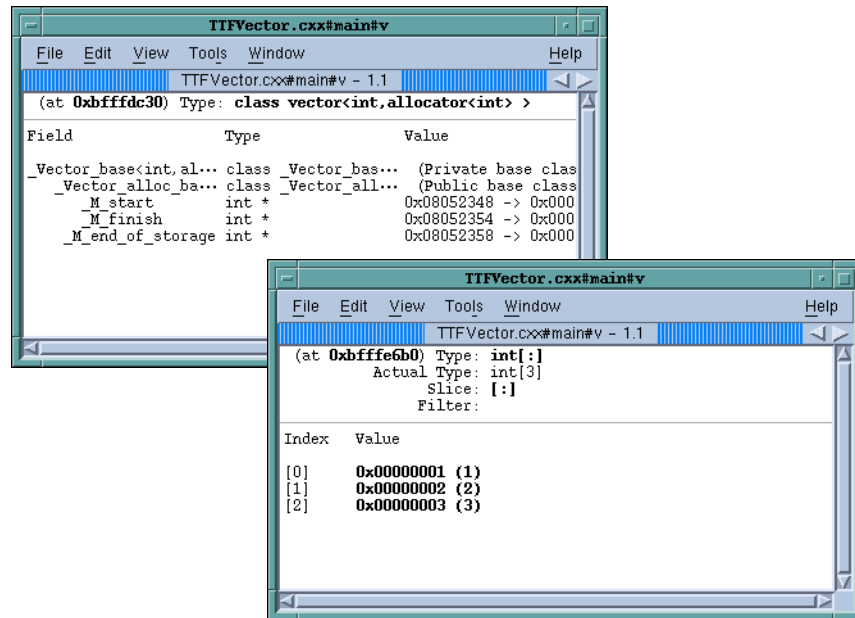 TTFVector.cxx#main#v
File Edit View Tools Window Help
TTFVector.cxx#main#v – 1.1
(at 0xbfffdc30) Type: class vector<int,allocator<int> >
Field Type Value
_Vector_base<int,al··· class _Vector_bas··· (Private base clas
_Vector_alloc_ba··· class _Vector_all··· (Public base class
_M_start int * 0x08052348 -> 0x000
_M_finish int * 0x08052354 -> 0x000
_M_end_of_storage int * 0x08052358 -> 0x000
TTFVector.cxx#main#v
File Edit View Tools Window Help
TTFVector.cxx#main#v – 1.1
(at 0xbfffe6b0) Type: int[:]
Actual Type: int[3]
Slice: [:]
Filter:
Index Value
[0] 0x00000001 (1)
[1] 0x00000002 (2)
[2] 0x00000003 (3)